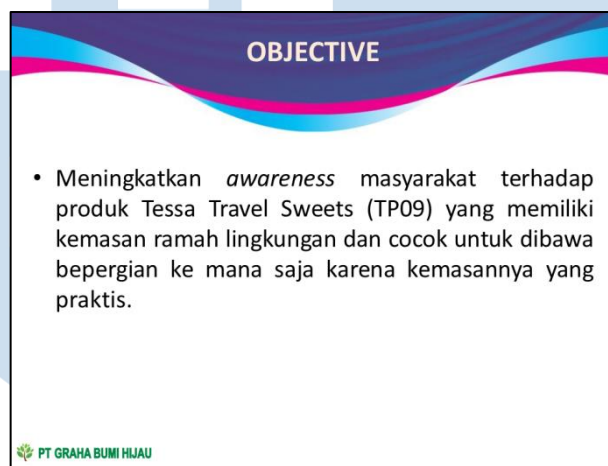 OBJECTIVE
• Meningkatkan awareness masyarakat terhadap
produk Tessa Travel Sweets (TP09) yang memiliki
kemasan ramah lingkungan dan cocok untuk dibawa
bepergian ke mana saja karena kemasannya yang
praktis.
PT GRAHA BUMI HIJAU